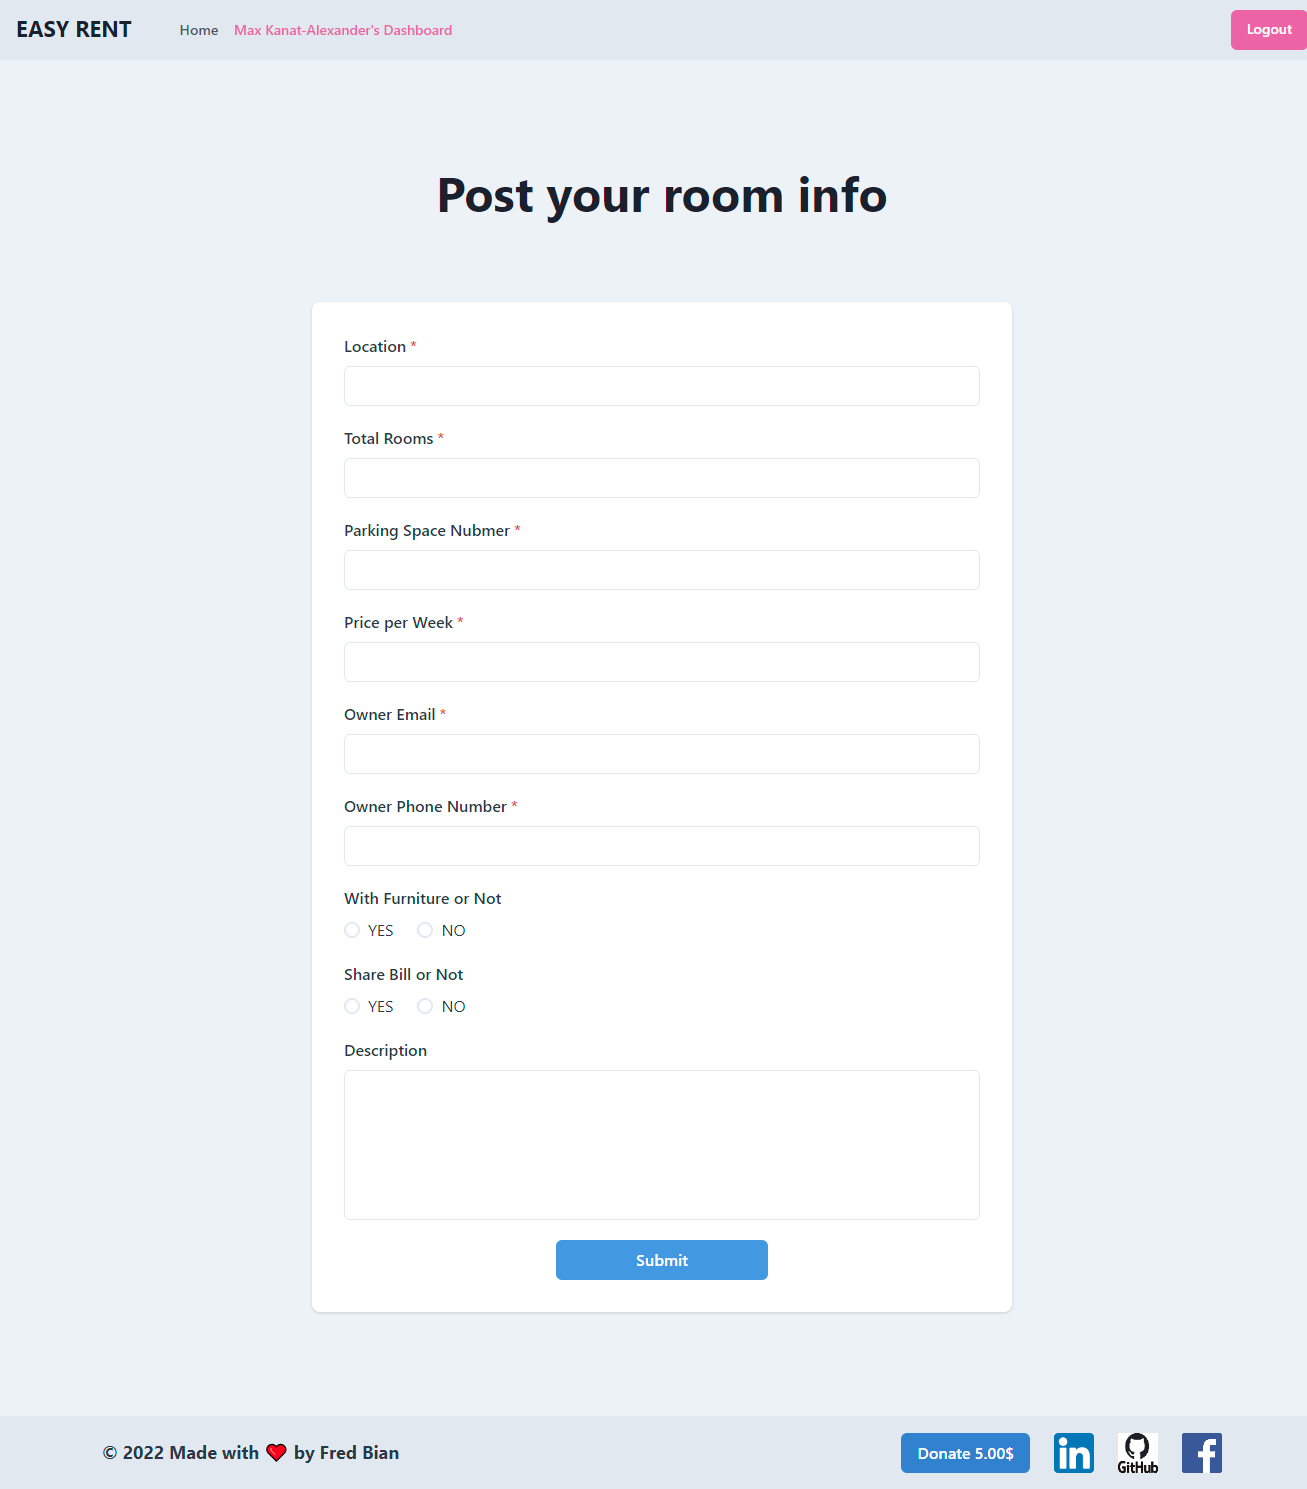 EASY RENT Home Max Kanat-Alexander's Dashboard Logout
Post your room info
Location *
Total Rooms *
Parking Space Nubmer *
Price per Week *
Owner Email *
Owner Phone Number *
With Furniture or Not
YES NO
Share Bill or Not
YES NO
Description
Submit
© 2022 Made with ❤ by Fred Bian Donate 5.00$ in GitHub f